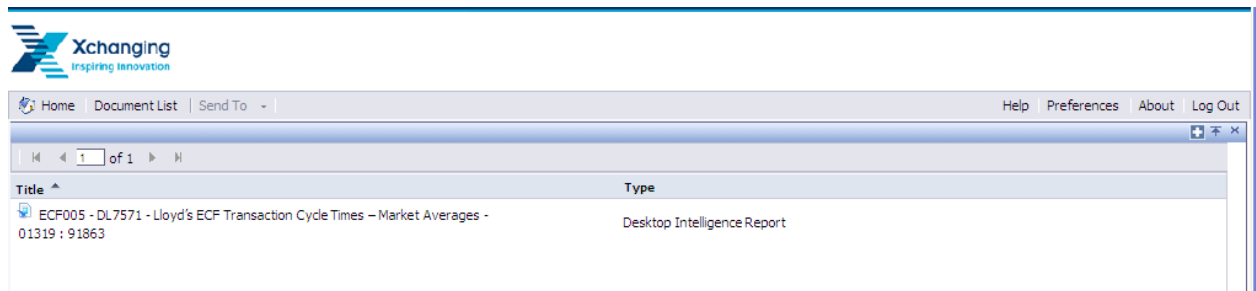 Xchanging
Inspiring Innovation
Home Document List Send To Help Preferences About Log Out
1 of 1
Title Type
ECF005 - DL7571 - Lloyd's ECF Transaction Cycle Times – Market Averages - Desktop Intelligence Report
01319 : 91863